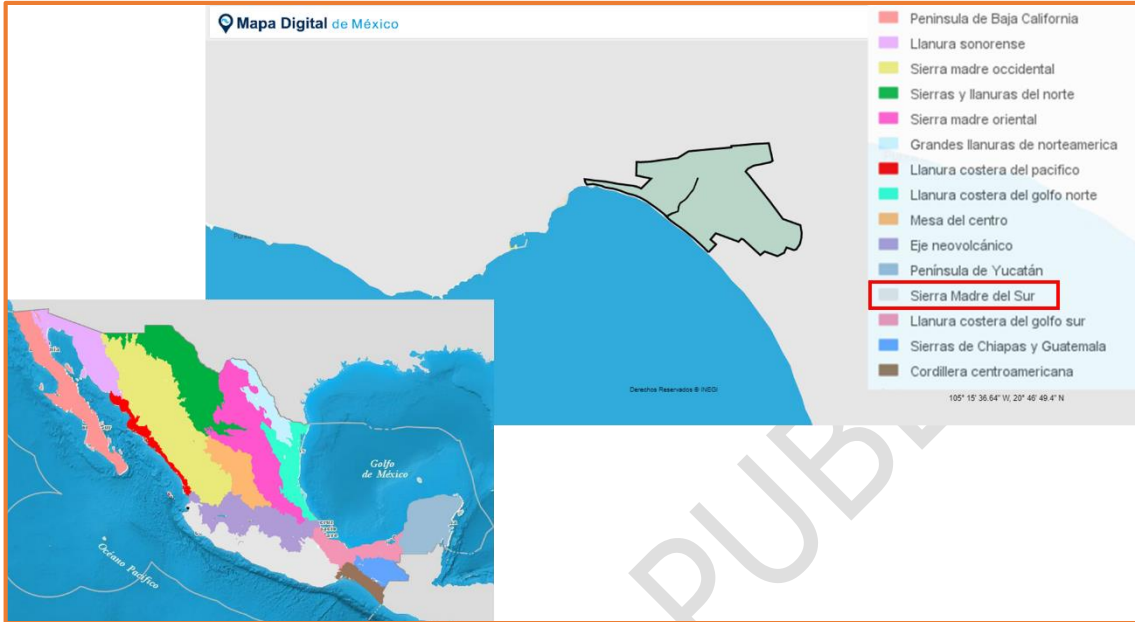 Mapa Digital de México
Peninsula de Baja California
Llanura sonorense
Sierra madre occidental
Sierras y llanuras del norte
Sierra madre oriental
Grandes llanuras de norteamerica
Llanura costera del pacifico
Llanura costera del golfo norte
Mesa del centro
Eje neovolcánico
Península de Yucatán
Sierra Madre del Sur
Llanura costera del golfo sur
Sierras de Chiapas y Guatemala
Cordillera centroamericana
Derechos Reservados © INEGI
105° 15' 36.64" W, 20° 46' 49.4" N
Golfo
de México
Océano Pacífico